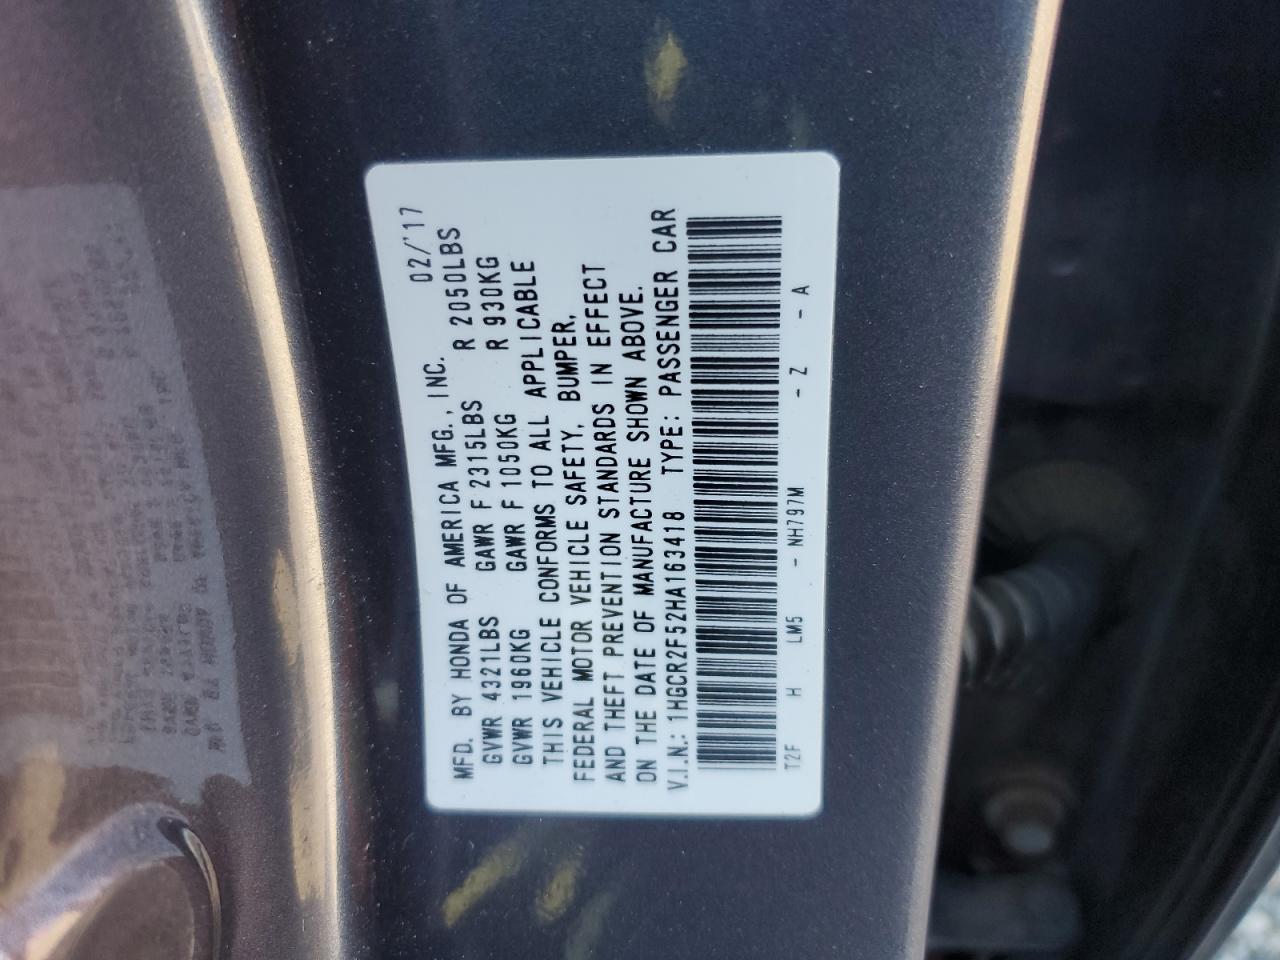 MFD. BY HONDA OF AMERICA MFG., INC. 02/'17
GVWR 4321LBS GAWR F 2315LBS R 2050LBS
GVWR 1960KG GAWR F 1050KG R 930KG
THIS VEHICLE CONFORMS TO ALL APPLICABLE
FEDERAL MOTOR VEHICLE SAFETY, BUMPER,
AND THEFT PREVENTION STANDARDS IN EFFECT
ON THE DATE OF MANUFACTURE SHOWN ABOVE.
V.I.N.: 1HGCR2F52HA163418 TYPE: PASSENGER CAR
T2F H LM5 - NH797M - Z - A